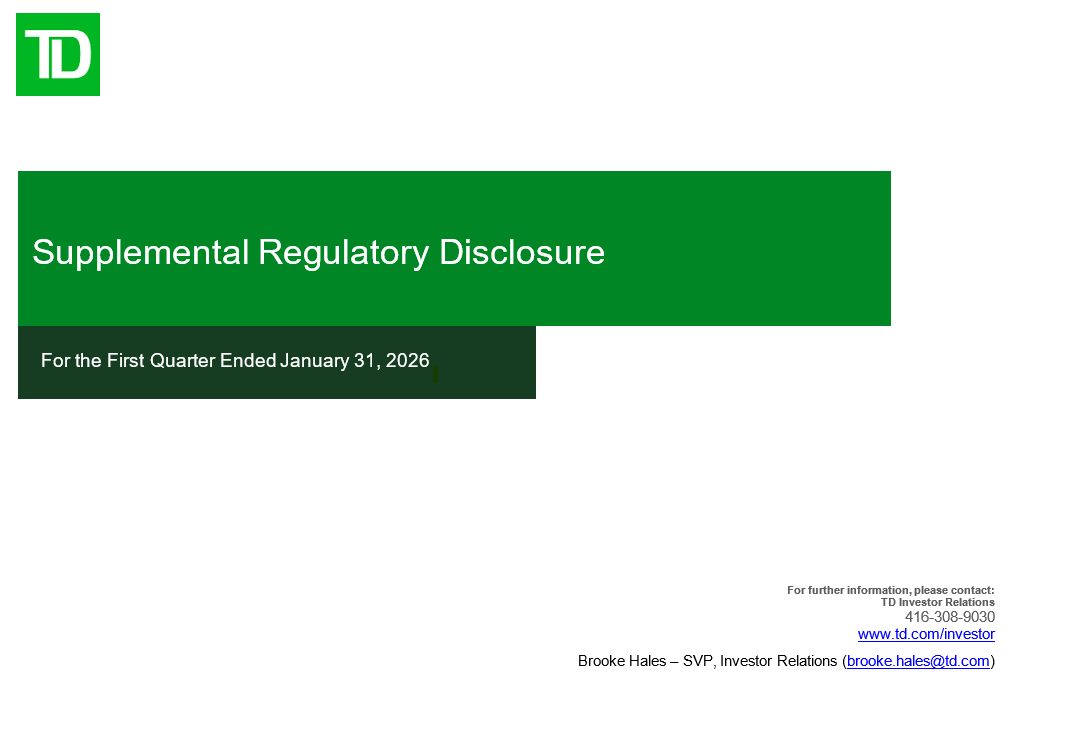 TD
Supplemental Regulatory Disclosure
For the First Quarter Ended January 31, 2026
For further information, please contact:
TD Investor Relations
416-308-9030
www.td.com/investor
Brooke Hales – SVP, Investor Relations (brooke.hales@td.com)